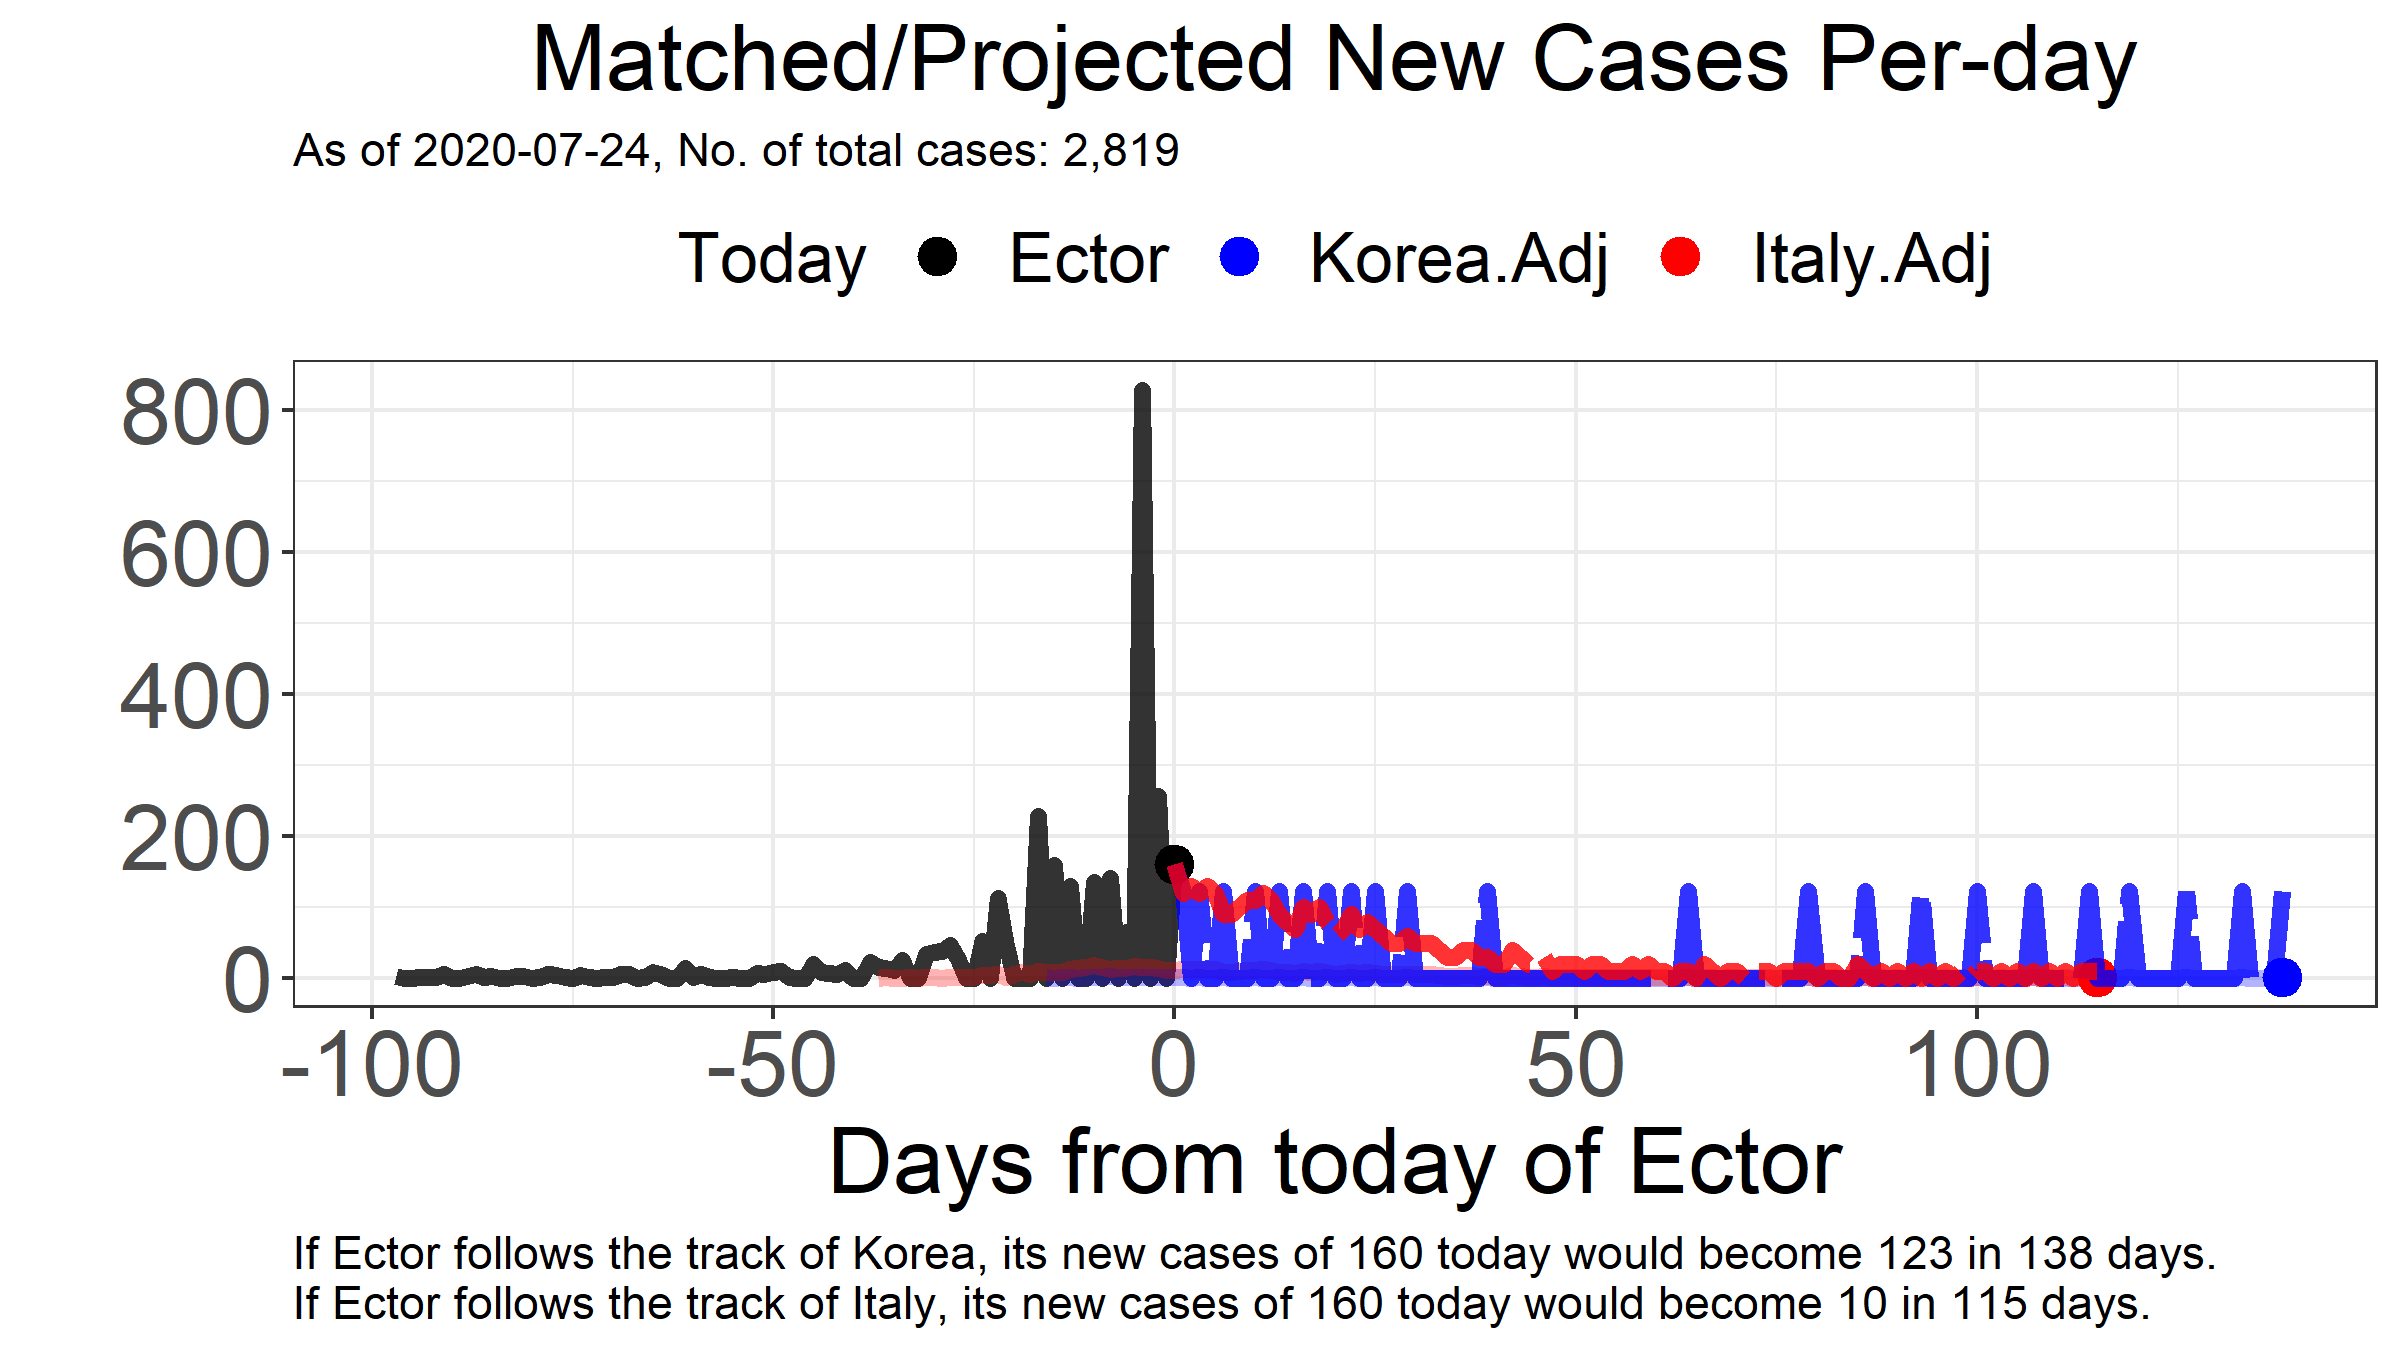 Matched/Projected New Cases Per-day
As of 2020-07-24, No. of total cases: 2,819
Today Ector Korea.Adj Italy.Adj
800
600
400
200
0
-100 -50 0 50 100
Days from today of Ector
If Ector follows the track of Korea, its new cases of 160 today would become 123 in 138 days.
If Ector follows the track of Italy, its new cases of 160 today would become 10 in 115 days.